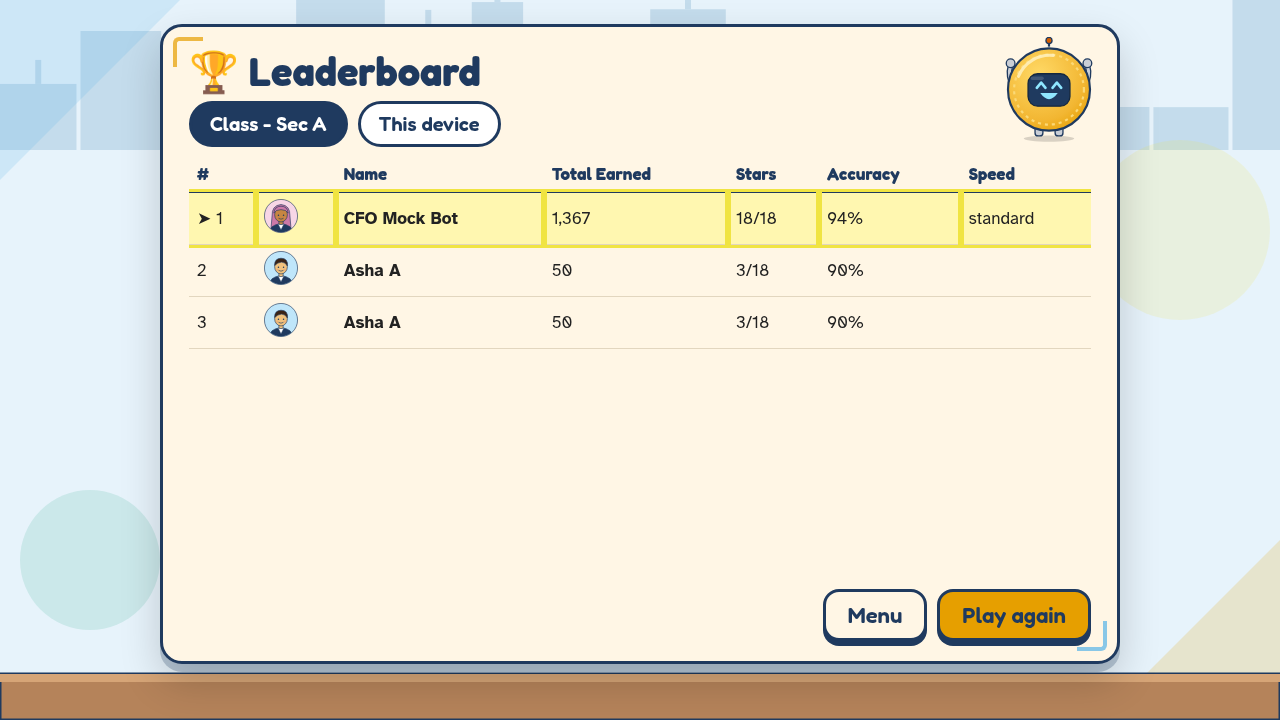 🏆 Leaderboard
Class - Sec A This device
# Name Total Earned Stars Accuracy Speed
➤ 1 CFO Mock Bot 1,367 18/18 94% standard
2 Asha A 50 3/18 90%
3 Asha A 50 3/18 90%
Menu Play again